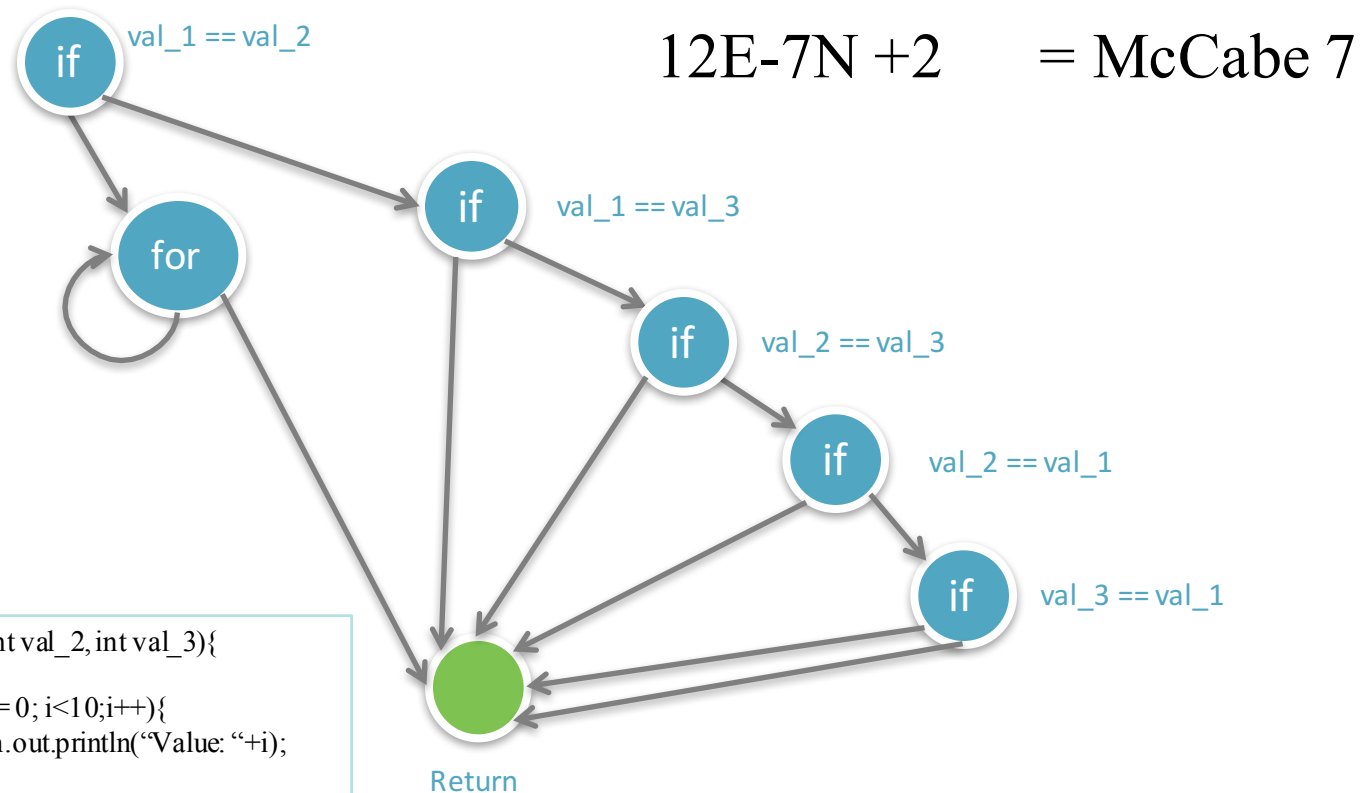 12E-7N +2 = McCabe 7
if
val_1 == val_2
if
val_1 == val_3
for
if
val_2 == val_3
if
val_2 == val_1
if
val_3 == val_1
Return
val_2, int val_3){
= 0; i<10;i++){
.out.println(“Value: “+i);